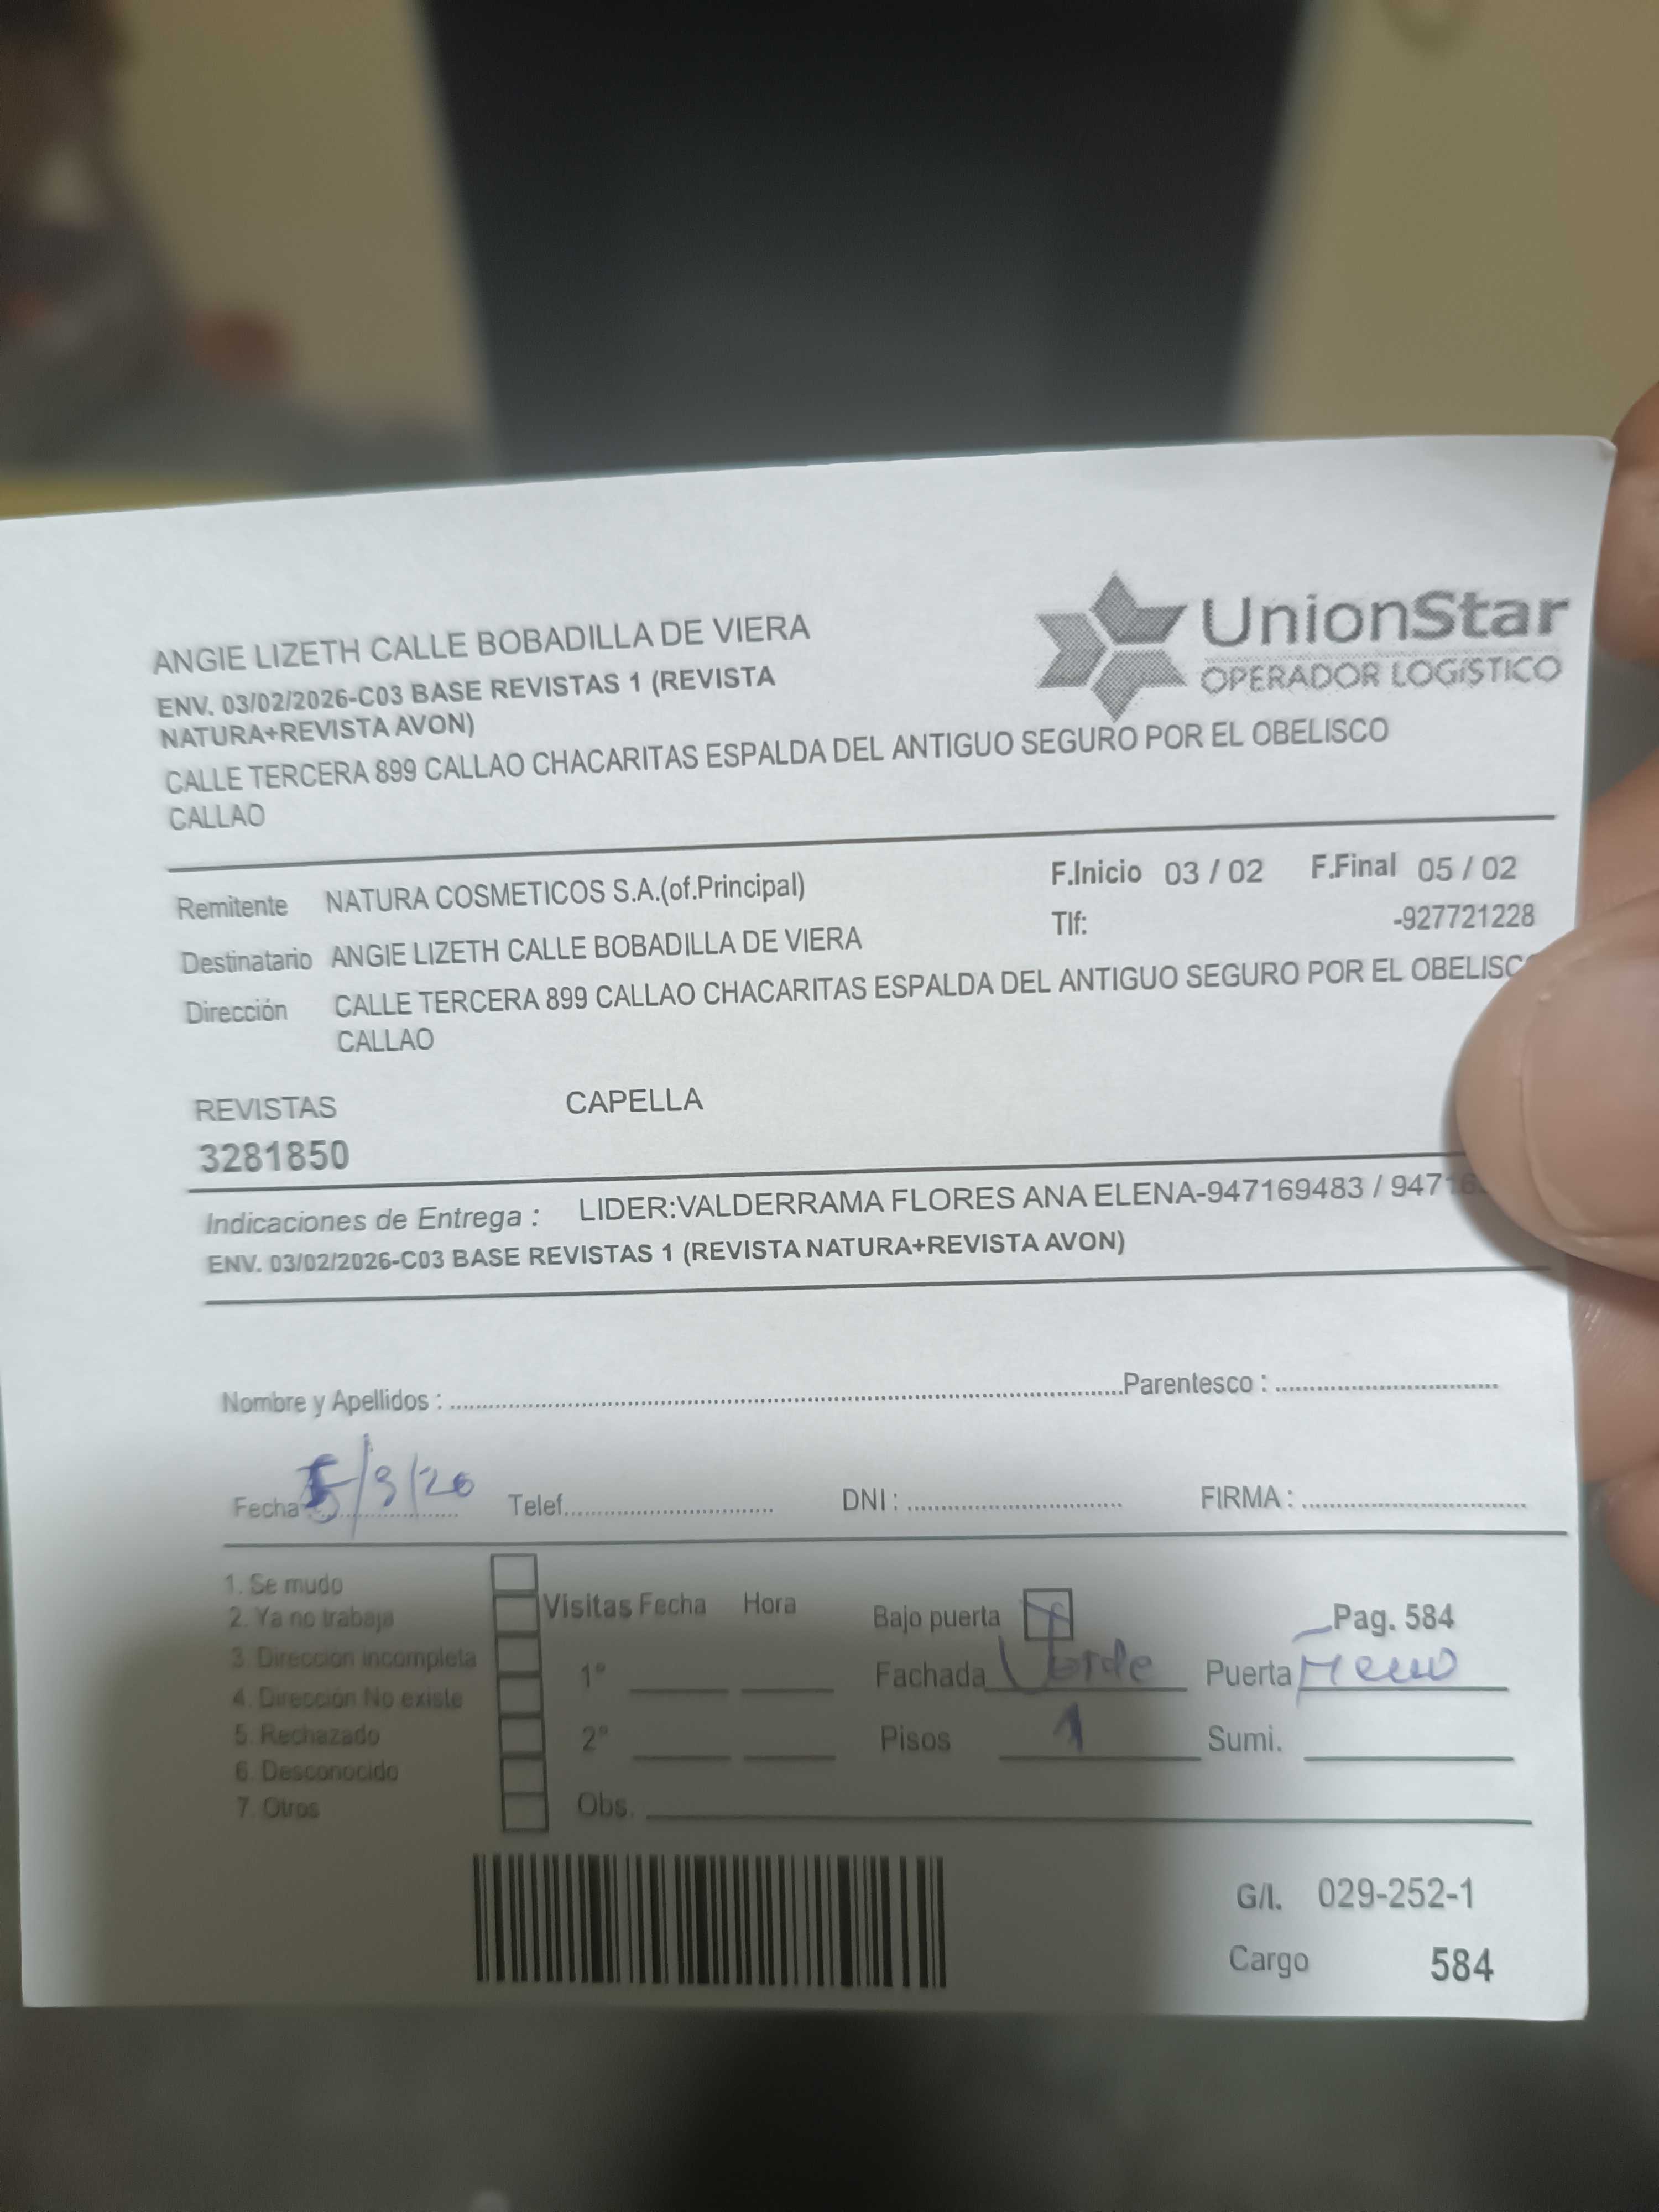 ANGIE LIZETH CALLE BOBADILLA DE VIERA
UnionStar
OPERADOR LOGÍSTICO
ENV. 03/02/2026-C03 BASE REVISTAS 1 (REVISTA
NATURA+REVISTA AVON)
CALLE TERCERA 899 CALLAO CHACARITAS ESPALDA DEL ANTIGUO SEGURO POR EL OBELISCO
CALLAO
Remitente NATURA COSMETICOS S.A.(of.Principal) F.Inicio 03 / 02 F.Final 05 / 02
Destinatario ANGIE LIZETH CALLE BOBADILLA DE VIERA Tlf: -927721228
Dirección CALLE TERCERA 899 CALLAO CHACARITAS ESPALDA DEL ANTIGUO SEGURO POR EL OBELISC
CALLAO
REVISTAS CAPELLA
3281850
Indicaciones de Entrega : LIDER:VALDERRAMA FLORES ANA ELENA-947169483 / 9471
ENV. 03/02/2026-C03 BASE REVISTAS 1 (REVISTA NATURA+REVISTA AVON)
Nombre y Apellidos : Parentesco :
Fecha 5/3/26 Telef. DNI : FIRMA :
1. Se mudo
2. Ya no trabaja
3. Dirección incompleta
4. Dirección No existe
5. Rechazado
6. Desconocido
7. Otros
Visitas Fecha Hora
1°
2°
Obs.
Bajo puerta Pag. 584
Fachada Verde Puerta
Pisos 1 Sumi.
G/I. 029-252-1
Cargo 584